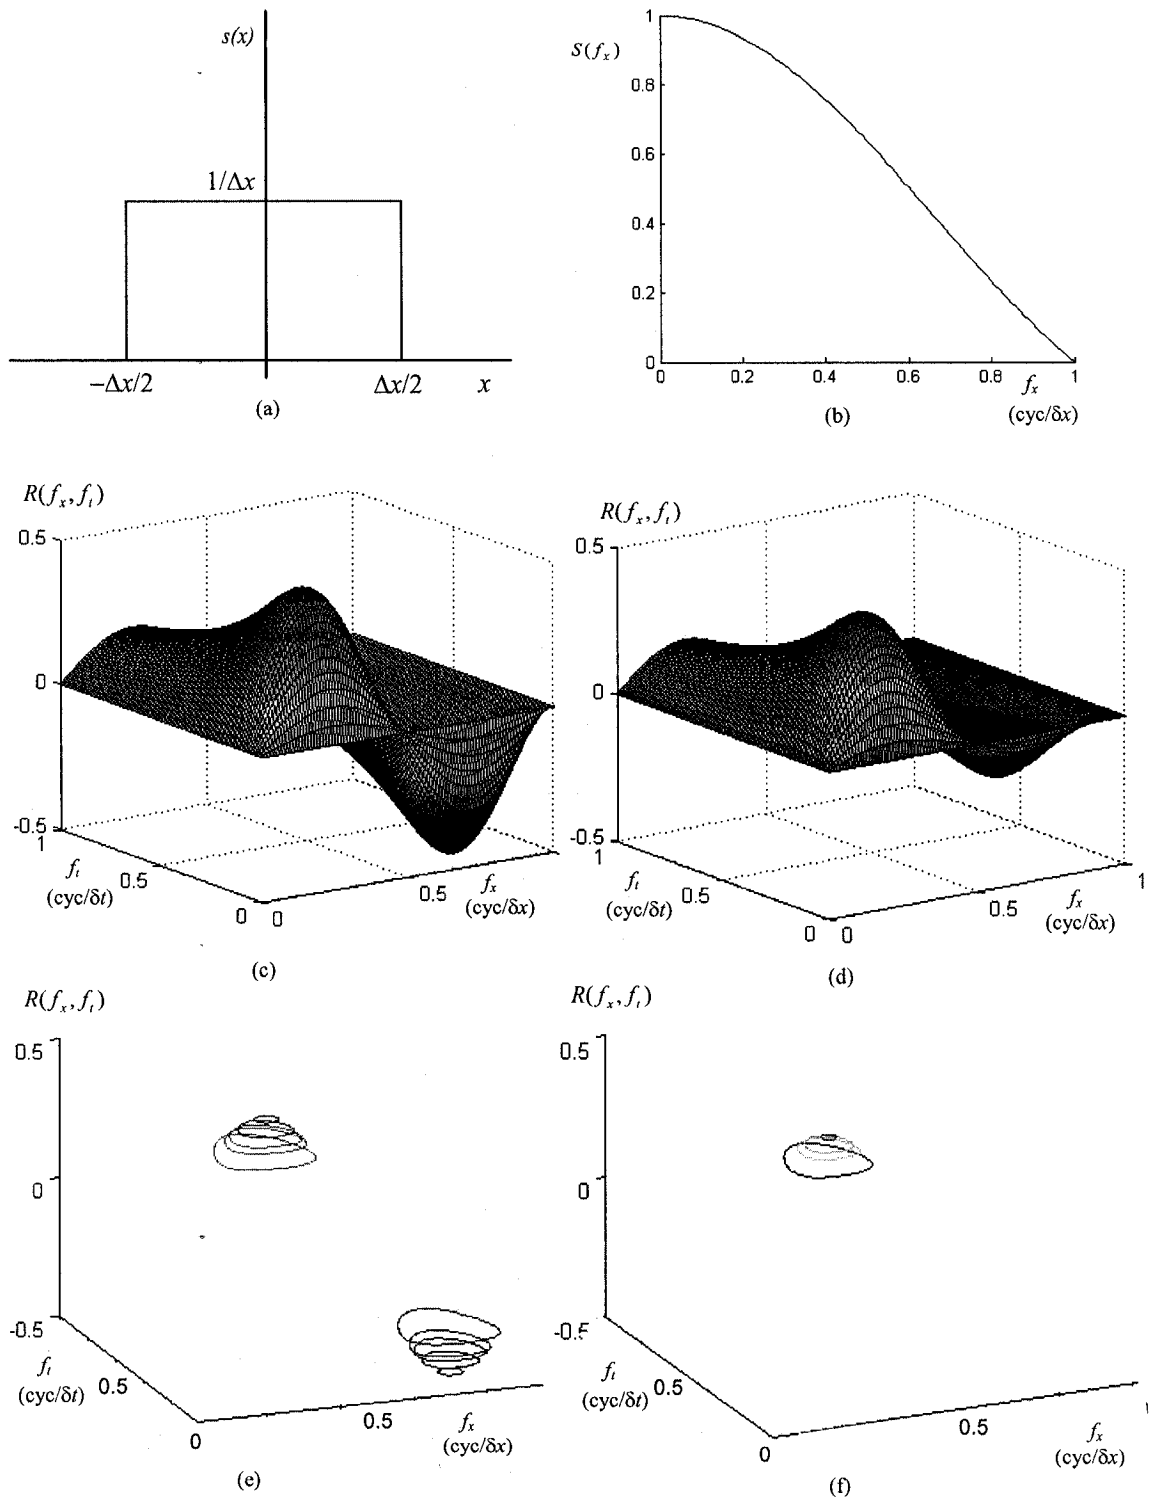 s(x)
1/Δx
−Δx/2
Δx/2
x
(a)
S(f_x)
1
0.8
0.6
0.4
0.2
0
0
0.2
0.4
0.6
0.8
1
f_x
(cyc/δx)
(b)
R(f_x, f_t)
0.5
0
-0.5
1
f_t
(cyc/δt)
0.5
0
0
0.5
f_x
(cyc/δx)
(c)
R(f_x, f_t)
0.5
0
-0.5
1
f_t
(cyc/δt)
0.5
0
0
0.5
f_x
(cyc/δx)
1
(d)
R(f_x, f_t)
0.5
0
-0.5
f_t
(cyc/δt)
0.5
0
0.5
f_x
(cyc/δx)
(e)
R(f_x, f_t)
0.5
0
-0.5
f_t
(cyc/δt)
0.5
0
0.5
f_x
(cyc/δx)
(f)